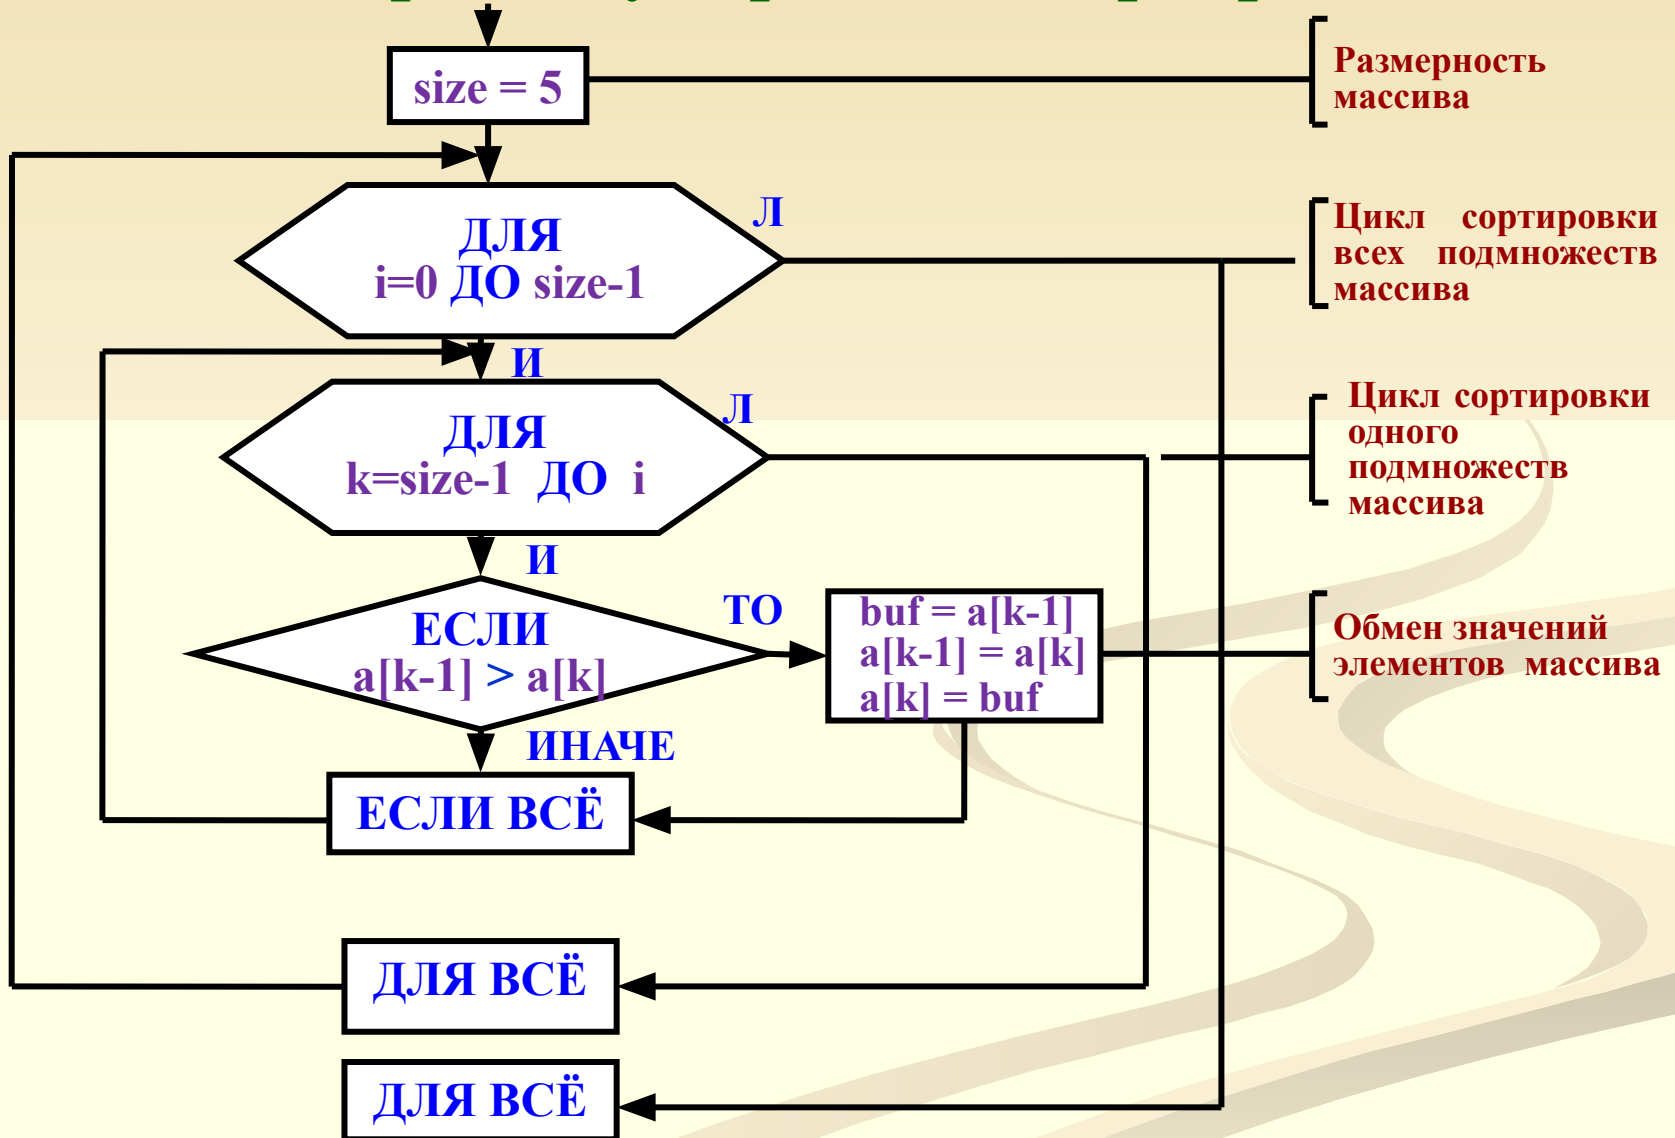 size = 5
Размерность
массива
ДЛЯ
i=0 ДО size-1
Л
Цикл сортировки
всех подмножеств
массива
И
ДЛЯ
k=size-1 ДО i
Л
Цикл сортировки
одного
подмножеств
массива
И
ЕСЛИ
a[k-1] > a[k]
ТО
buf = a[k-1]
a[k-1] = a[k]
a[k] = buf
Обмен значений
элементов массива
ИНАЧЕ
ЕСЛИ ВСЁ
ДЛЯ ВСЁ
ДЛЯ ВСЁ